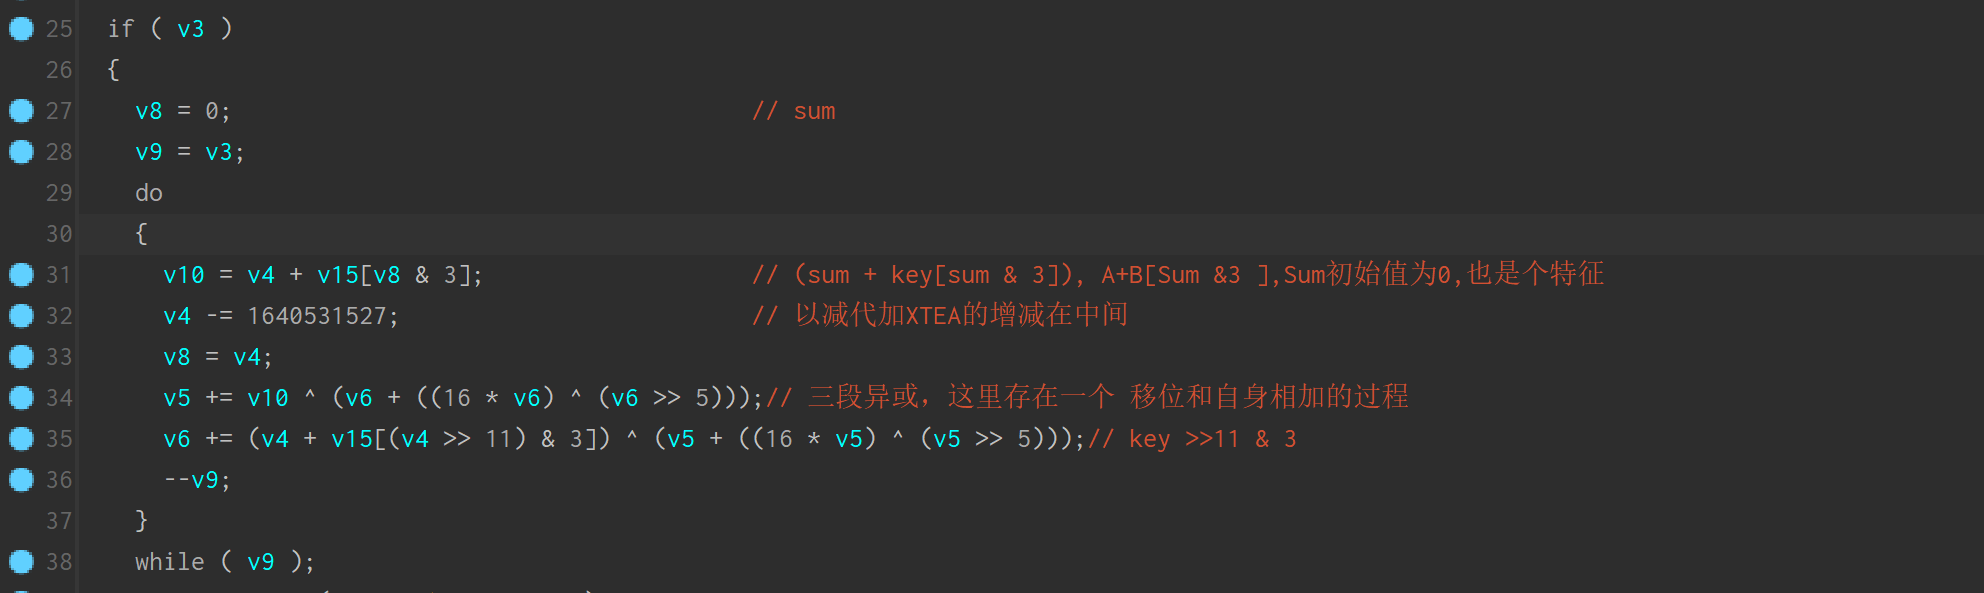 25 if ( v3 )
26 {
27 v8 = 0; // sum
28 v9 = v3;
29 do
30 {
31 v10 = v4 + v15[v8 & 3]; // (sum + key[sum & 3]), A+B[Sum &3 ],Sum初始值为0,也是个特征
32 v4 -= 1640531527; // 以减代加XTEA的增减在中间
33 v8 = v4;
34 v5 += v10 ^ (v6 + ((16 * v6) ^ (v6 >> 5)));// 三段异或，这里存在一个 移位和自身相加的过程
35 v6 += (v4 + v15[(v4 >> 11) & 3]) ^ (v5 + ((16 * v5) ^ (v5 >> 5)));// key >>11 & 3
36 --v9;
37 }
38 while ( v9 );